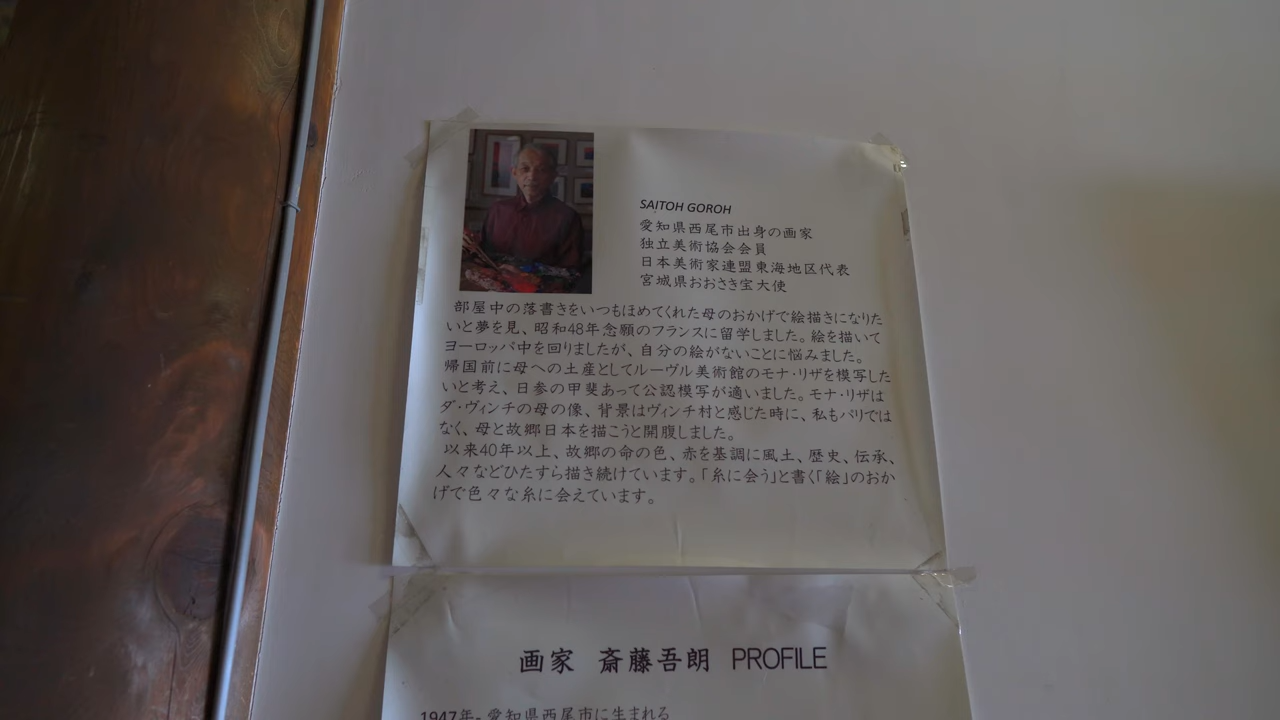 SAITOH GOROH
愛知県西尾市出身の画家
独立美術協会会員
日本美術家連盟東海地区代表
宮城県おおさき宝大使
部屋中の落書きをいつもほめてくれた母のおかげで絵描きになりた
いと夢を見、昭和48年念願のフランスに留学しました。絵を描いて
ヨーロッパ中を回りましたが、自分の絵がないことに悩みました。
帰国前に母への土産としてルーヴル美術館のモナ・リザを模写した
いと考え、日参の甲斐あって公認模写が適いました。モナ・リザは
ダ・ヴィンチの母の像、背景はヴィンチ村と感じた時に、私もパリでは
なく、母と故郷日本を描こうと開腹しました。
以来40年以上、故郷の命の色、赤を基調に風土、歴史、伝承、
人々などひたすら描き続けています。「糸に会う」と書く「絵」のおか
げで色々な糸に会えています。
画家 斎藤吾朗 PROFILE
1947年- 愛知県西尾市に生まれる